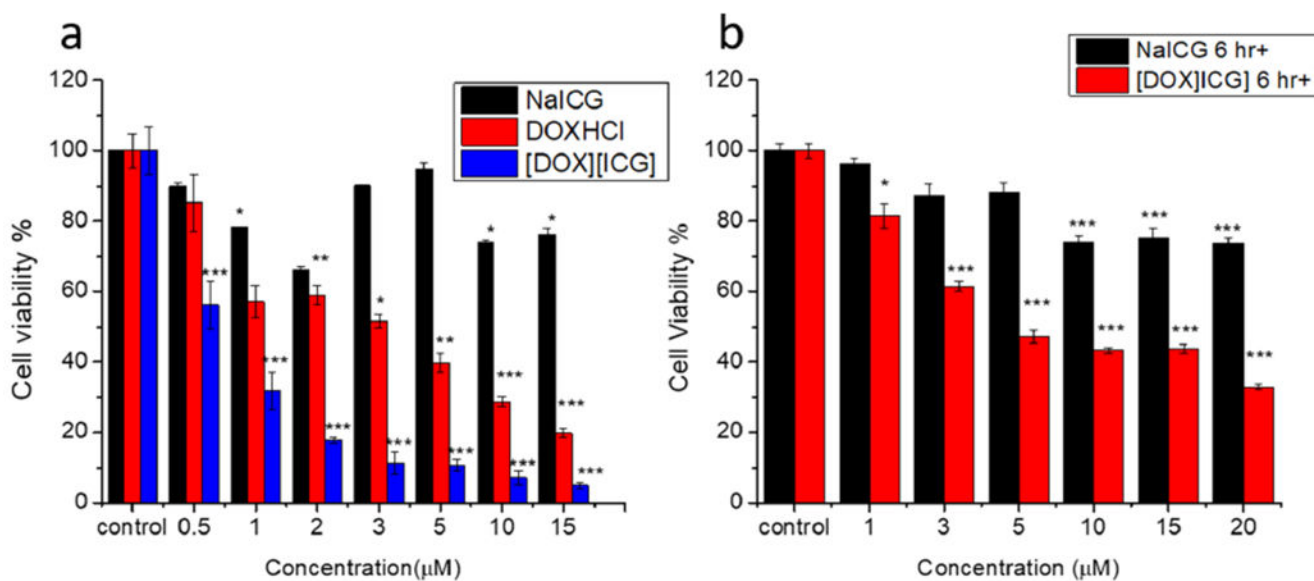 a
NaICG
DOXHCl
[DOX][ICG]
120
100
80
60
40
20
0
Cell viability %
***
*
***
**
***
*
***
**
***
*
***
***
*
***
***
control 0.5 1 2 3 5 10 15
Concentration(μM)
b
NaICG 6 hr+
[DOX]ICG] 6 hr+
120
100
80
60
40
20
0
Cell Viability %
*
***
***
***
***
***
***
***
***
control 1 3 5 10 15 20
Concentration (μM)